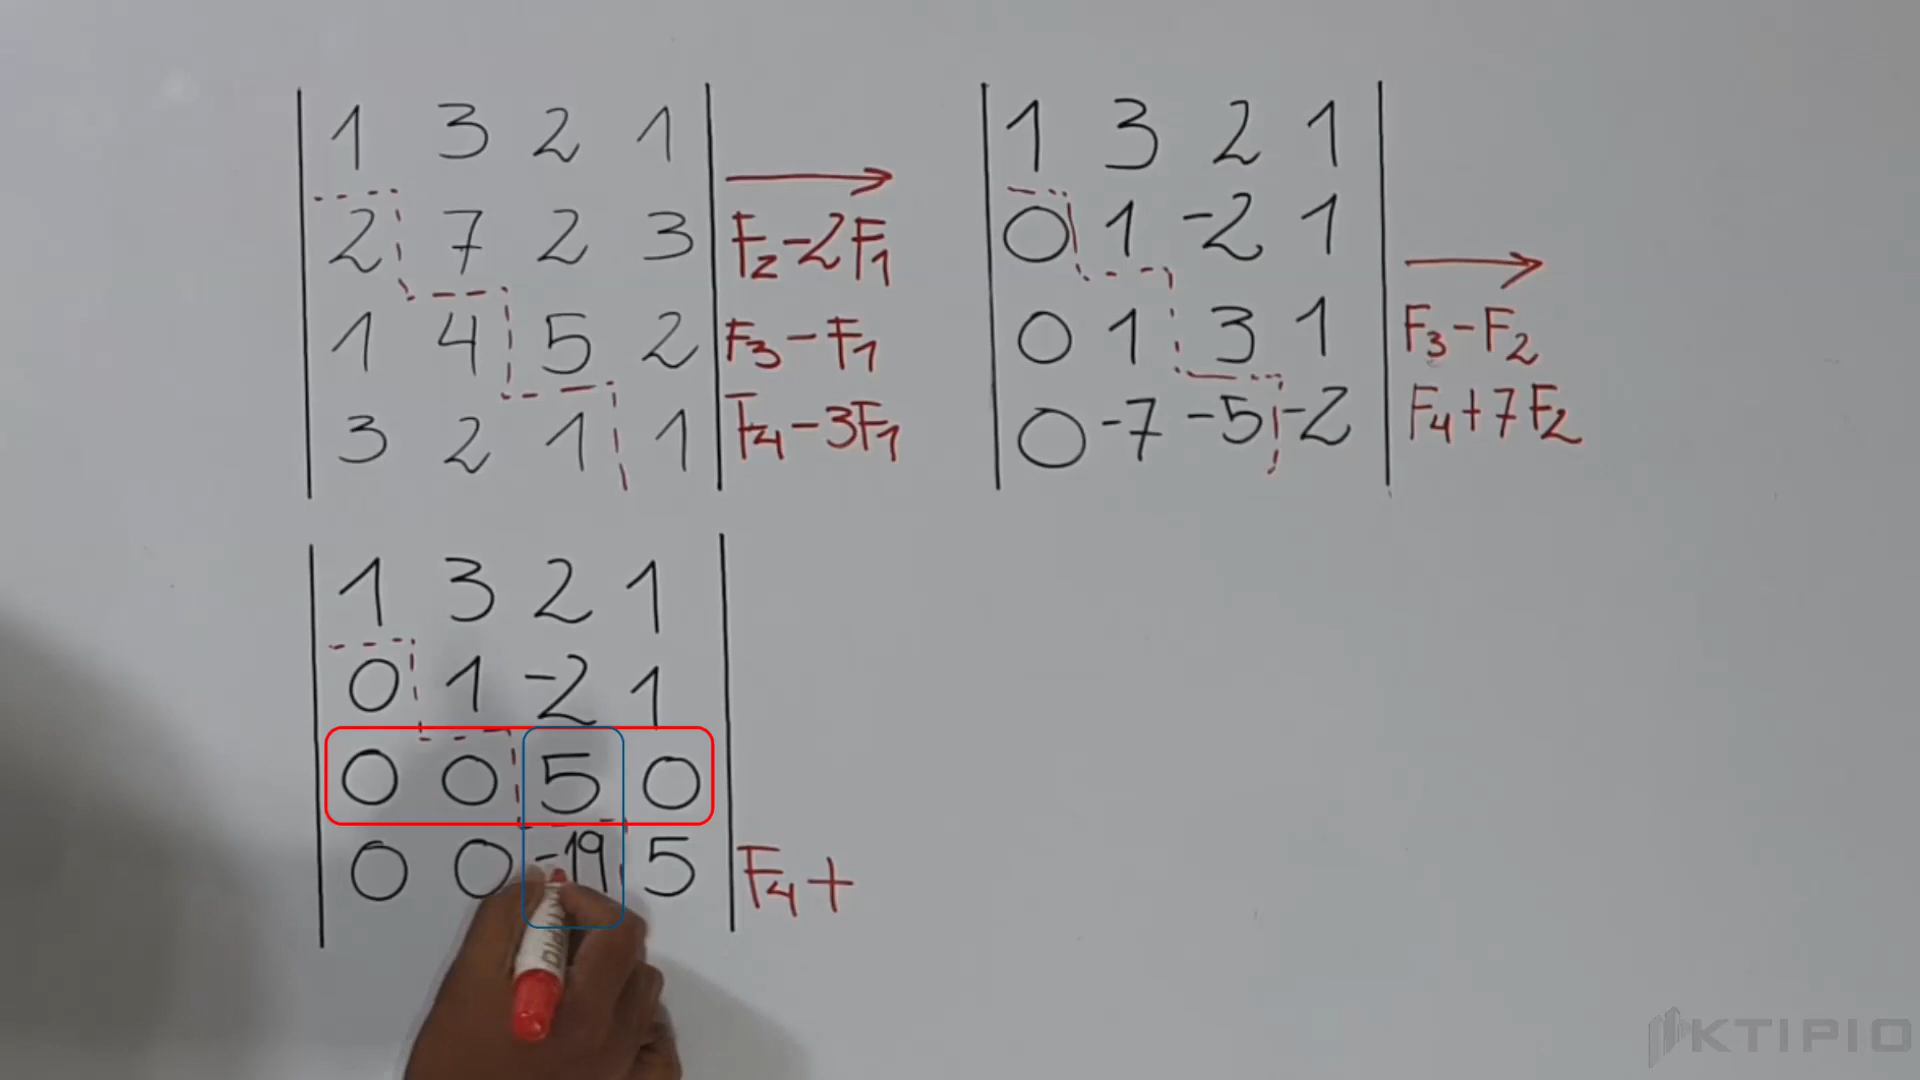 1 3 2 1
2 7 2 3 F2-2F1
1 4 5 2 F3-F1
3 2 1 1 F4-3F1
1 3 2 1
0 1 -2 1
0 1 3 1 F3-F2
0 -7 -5 -2 F4+7F2
1 3 2 1
0 1 -2 1
0 0 5 0
0 0 -19 5 F4+
KTIPIO